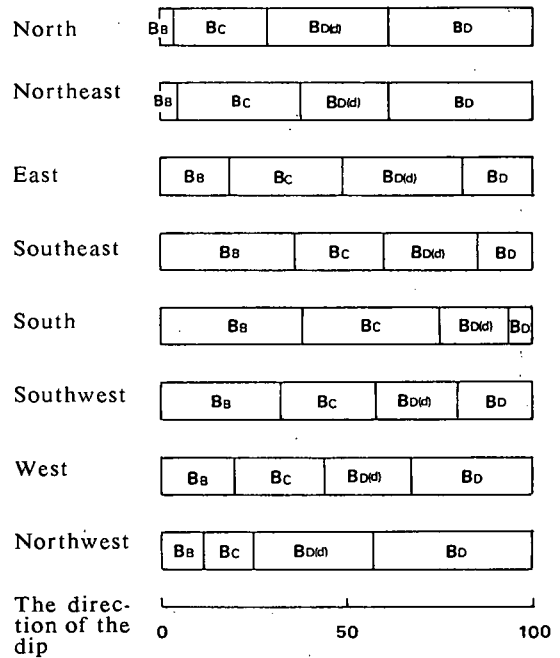 North BB BC BD(d) BD
Northeast BB BC BD(d) BD
East BB BC BD(d) BD
Southeast BB BC BD(d) BD
South BB BC BD(d) BD
Southwest BB BC BD(d) BD
West BB BC BD(d) BD
Northwest BB BC BD(d) BD
The direc-
tion of the
dip
0 50 100